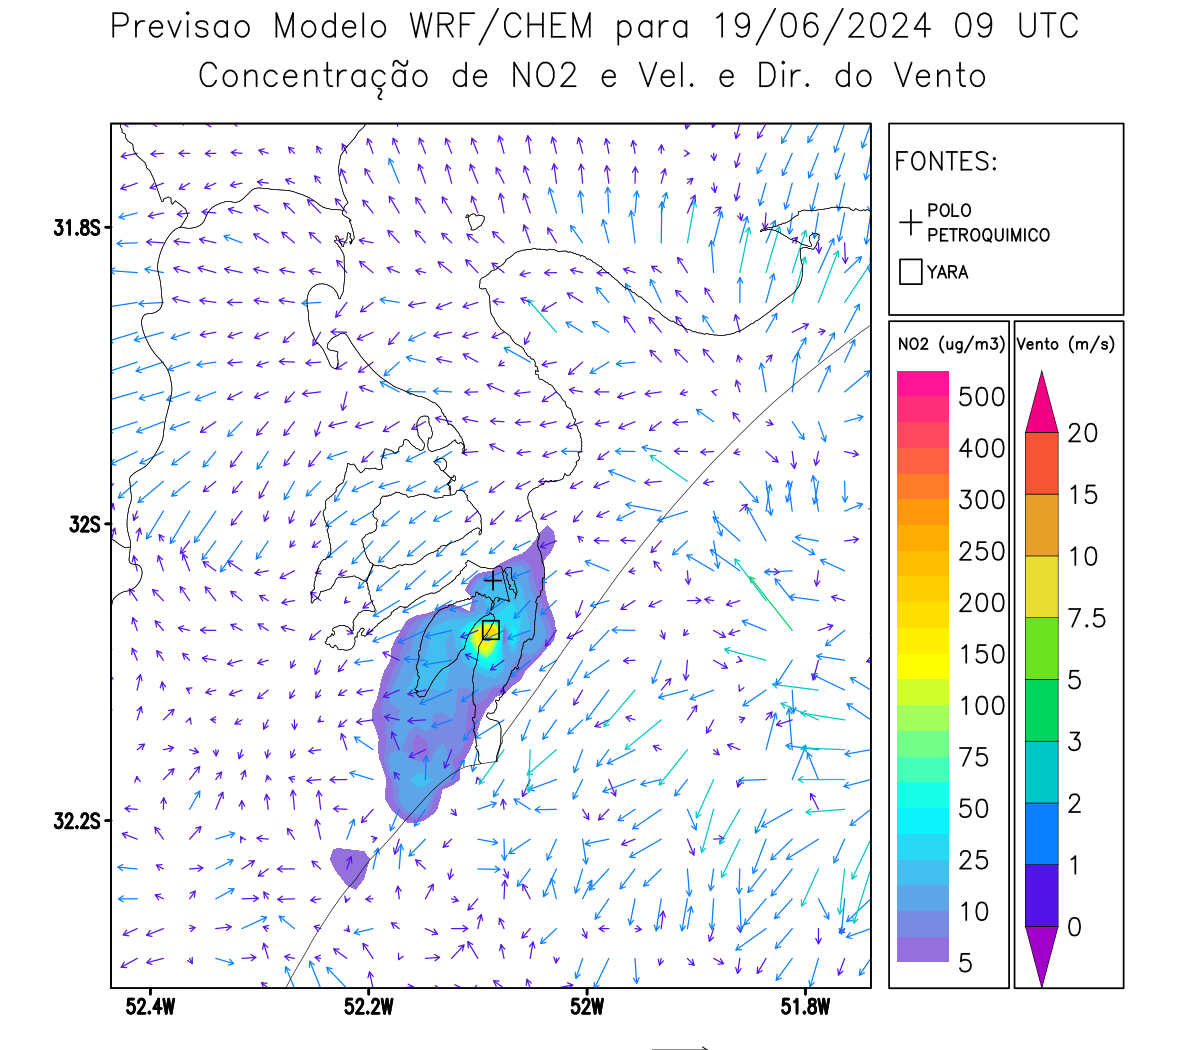 Previsao Modelo WRF/CHEM para 19/06/2024 09 UTC
Concentração de NO2 e Vel. e Dir. do Vento
FONTES:
POLO
PETROQUIMICO
YARA
NO2 (ug/m3)
500
400
300
250
200
150
100
75
50
25
10
5
Vento (m/s)
20
15
10
7.5
5
3
2
1
0
31.8S
32S
32.2S
52.4W
52.2W
52W
51.8W